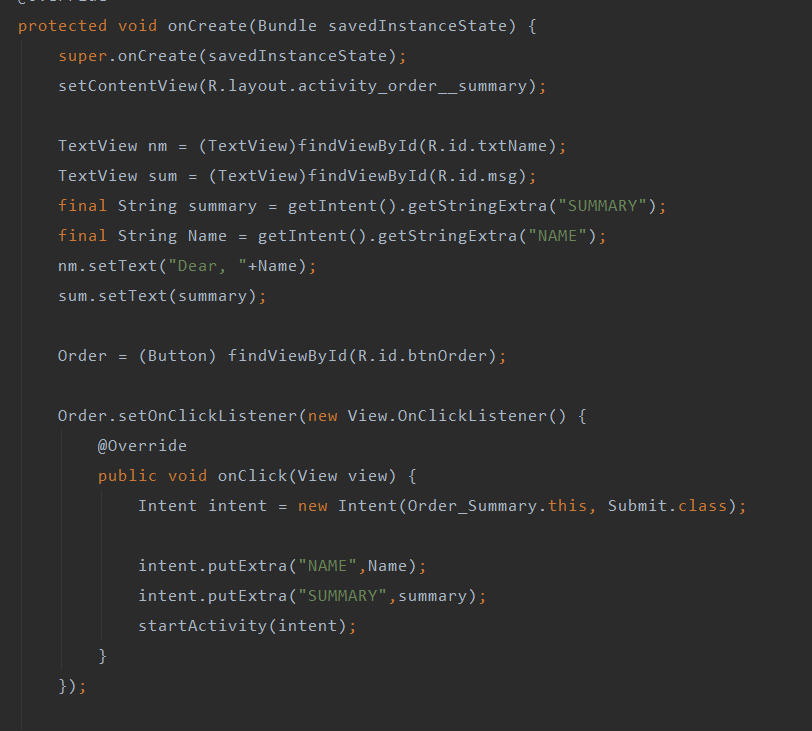 protected void onCreate(Bundle savedInstanceState) {
super.onCreate(savedInstanceState);
setContentView(R.layout.activity_order__summary);
TextView nm = (TextView)findViewById(R.id.txtName);
TextView sum = (TextView)findViewById(R.id.msg);
final String summary = getIntent().getStringExtra("SUMMARY");
final String Name = getIntent().getStringExtra("NAME");
nm.setText("Dear, "+Name);
sum.setText(summary);
Order = (Button) findViewById(R.id.btnOrder);
Order.setOnClickListener(new View.OnClickListener() {
@Override
public void onClick(View view) {
Intent intent = new Intent(Order_Summary.this, Submit.class);
intent.putExtra("NAME",Name);
intent.putExtra("SUMMARY",summary);
startActivity(intent);
}
});